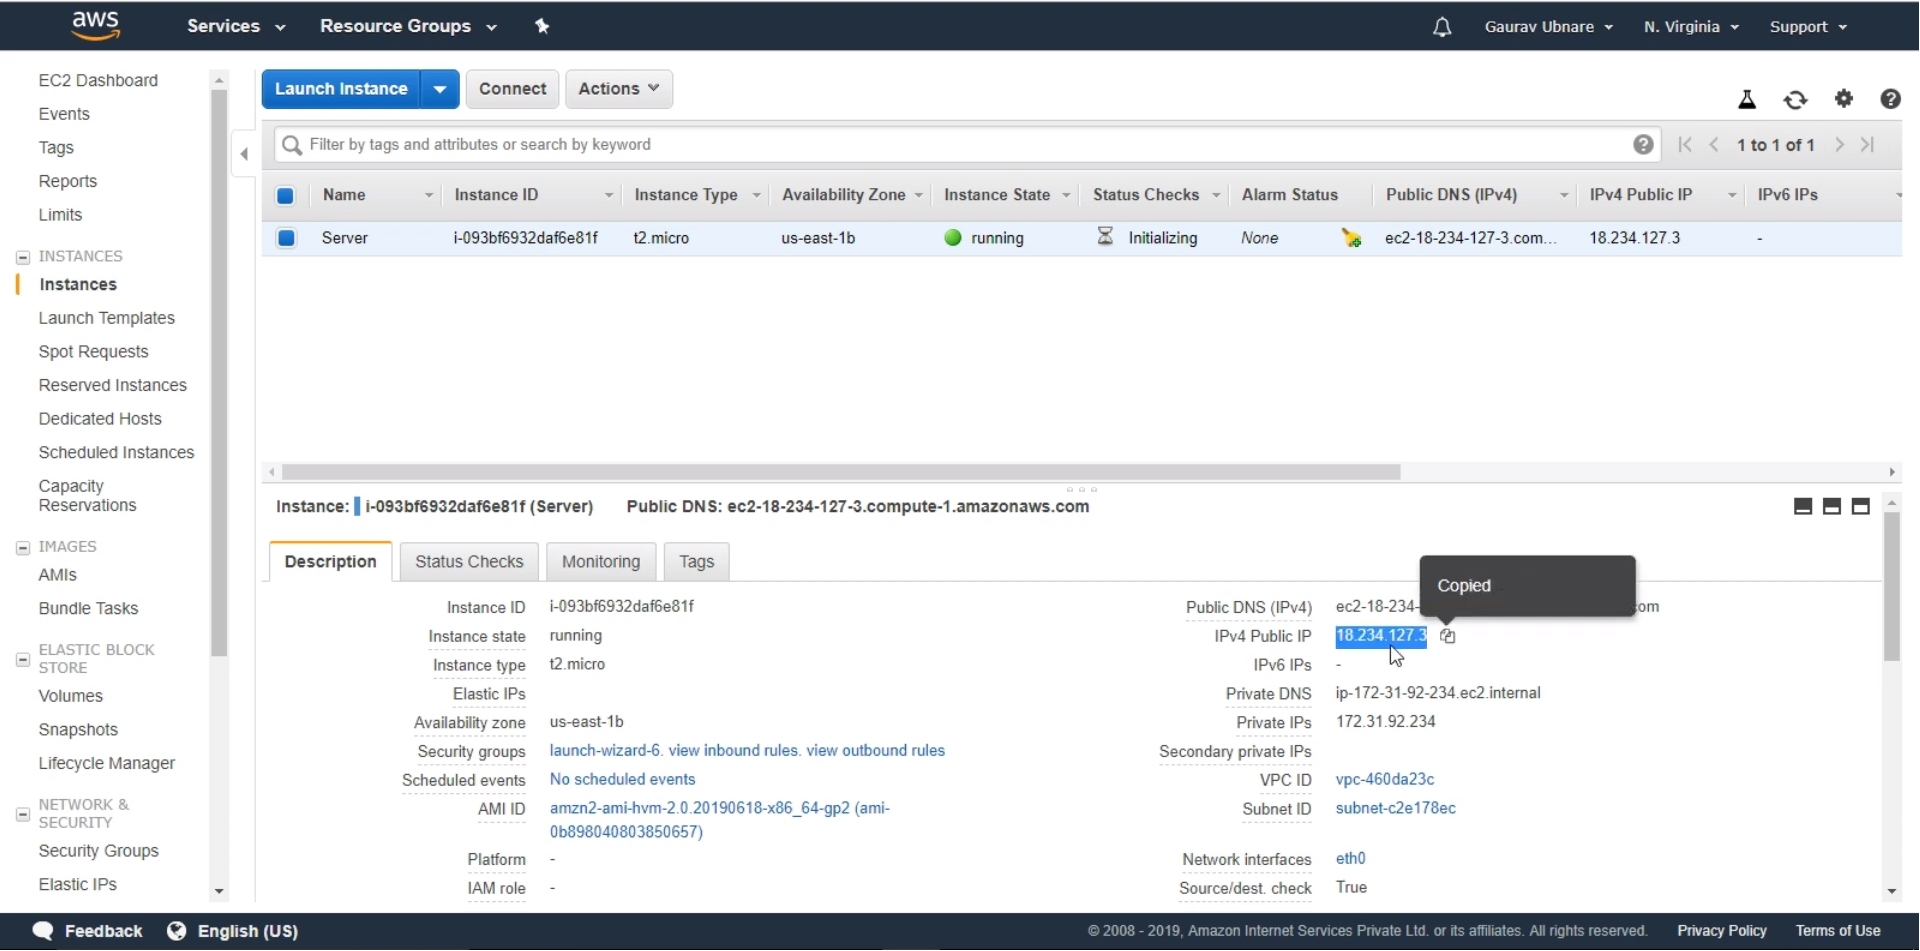 aws Services Resource Groups Gaurav Ubnare N. Virginia Support
EC2 Dashboard
Events
Tags
Reports
Limits
INSTANCES
Instances
Launch Templates
Spot Requests
Reserved Instances
Dedicated Hosts
Scheduled Instances
Capacity
Reservations
IMAGES
AMIs
Bundle Tasks
ELASTIC BLOCK
STORE
Volumes
Snapshots
Lifecycle Manager
NETWORK &
SECURITY
Security Groups
Elastic IPs
Launch Instance Connect Actions
Filter by tags and attributes or search by keyword 1 to 1 of 1
Name Instance ID Instance Type Availability Zone Instance State Status Checks Alarm Status Public DNS (IPv4) IPv4 Public IP IPv6 IPs
Server i-093bf6932daf6e81f t2.micro us-east-1b running Initializing None ec2-18-234-127-3.com... 18.234.127.3 -
Instance: i-093bf6932daf6e81f (Server) Public DNS: ec2-18-234-127-3.compute-1.amazonaws.com
Description Status Checks Monitoring Tags
Copied
Instance ID i-093bf6932daf6e81f
Instance state running
Instance type t2.micro
Elastic IPs
Availability zone us-east-1b
Security groups launch-wizard-6. view inbound rules. view outbound rules
Scheduled events No scheduled events
AMI ID amzn2-ami-hvm-2.0.20190618-x86_64-gp2 (ami-
0b898040803850657)
Platform -
IAM role -
Public DNS (IPv4) ec2-18-234- om
IPv4 Public IP 18.234.127.3
IPv6 IPs -
Private DNS ip-172-31-92-234.ec2.internal
Private IPs 172.31.92.234
Secondary private IPs
VPC ID vpc-460da23c
Subnet ID subnet-c2e178ec
Network interfaces eth0
Source/dest. check True
Feedback English (US) © 2008 - 2019, Amazon Internet Services Private Ltd. or its affiliates. All rights reserved. Privacy Policy Terms of Use